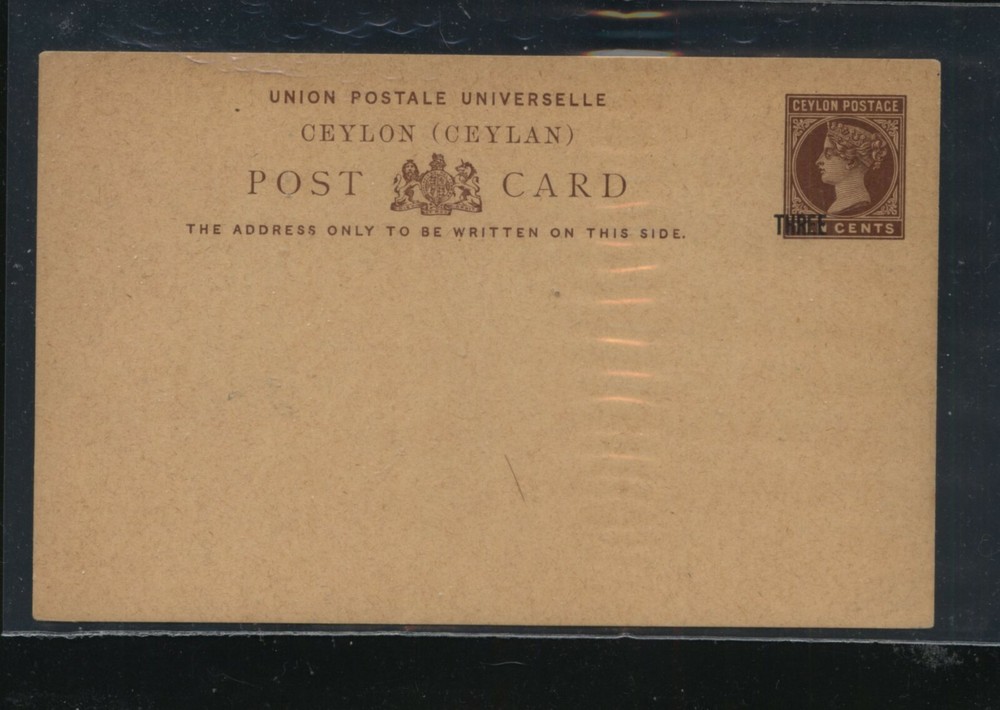 UNION POSTALE UNIVERSELLE
CEYLON (CEYLAN)
POST CARD
THE ADDRESS ONLY TO BE WRITTEN ON THIS SIDE.
CEYLON POSTAGE
THREE
CENTS